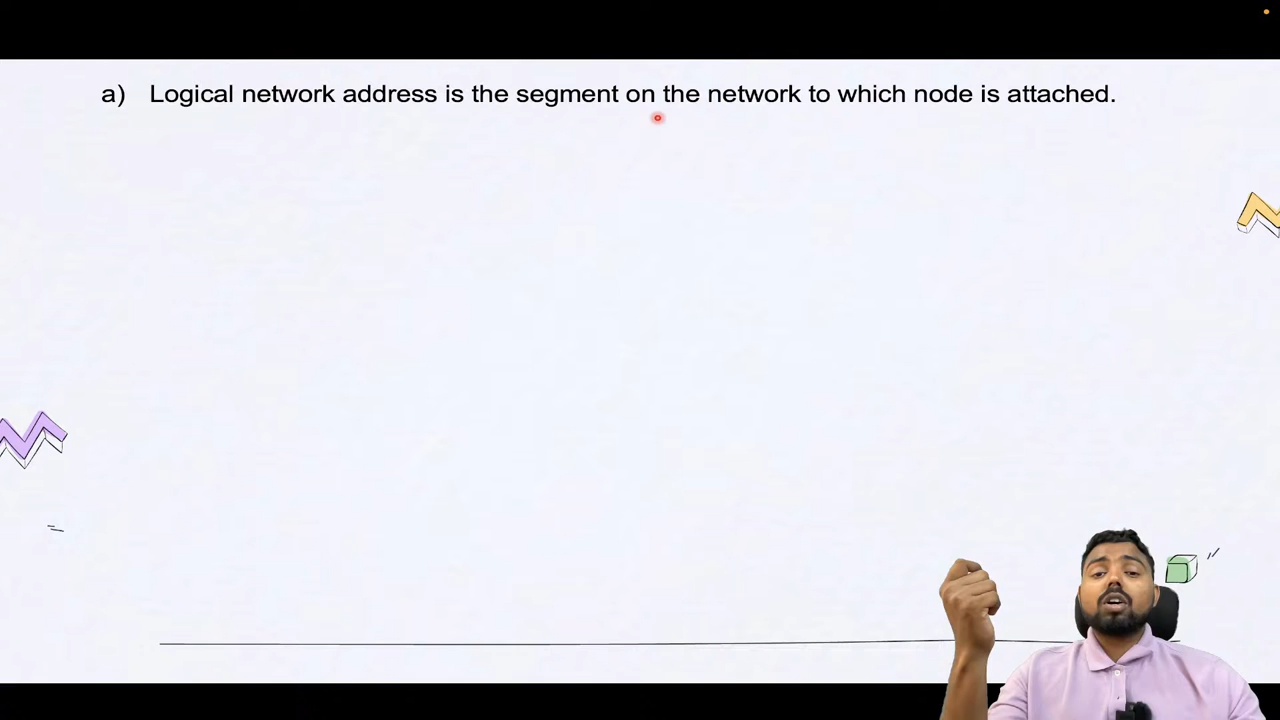 a) Logical network address is the segment on the network to which node is attached.